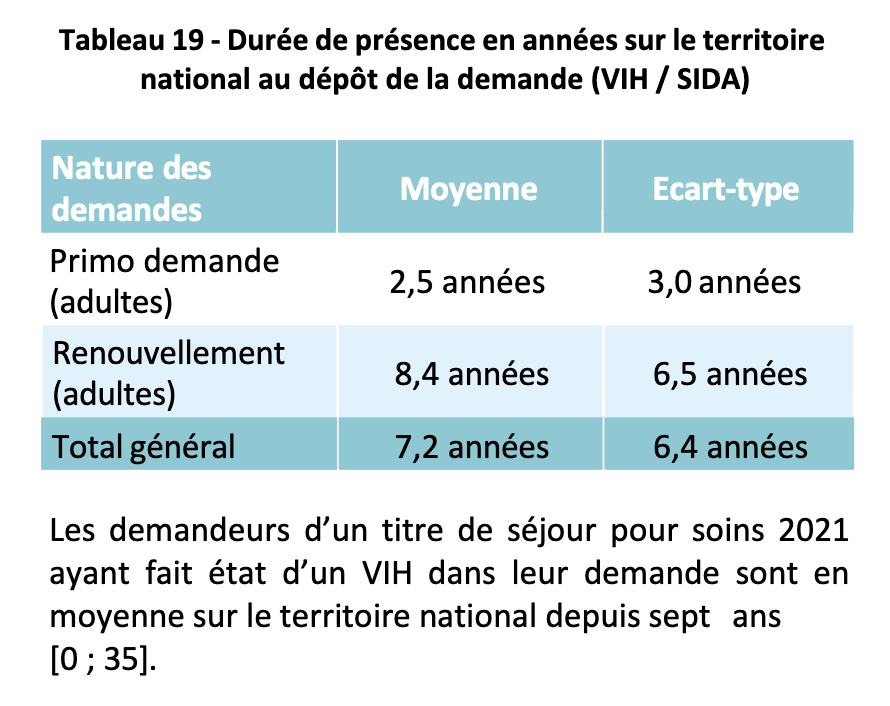 Tableau 19 - Durée de présence en années sur le territoire
national au dépôt de la demande (VIH / SIDA)
Nature des
demandes
Moyenne
Ecart-type
Primo demande
(adultes)
2,5 années
3,0 années
Renouvellement
(adultes)
8,4 années
6,5 années
Total général
7,2 années
6,4 années
Les demandeurs d’un titre de séjour pour soins 2021
ayant fait état d’un VIH dans leur demande sont en
moyenne sur le territoire national depuis sept ans
[0 ; 35].